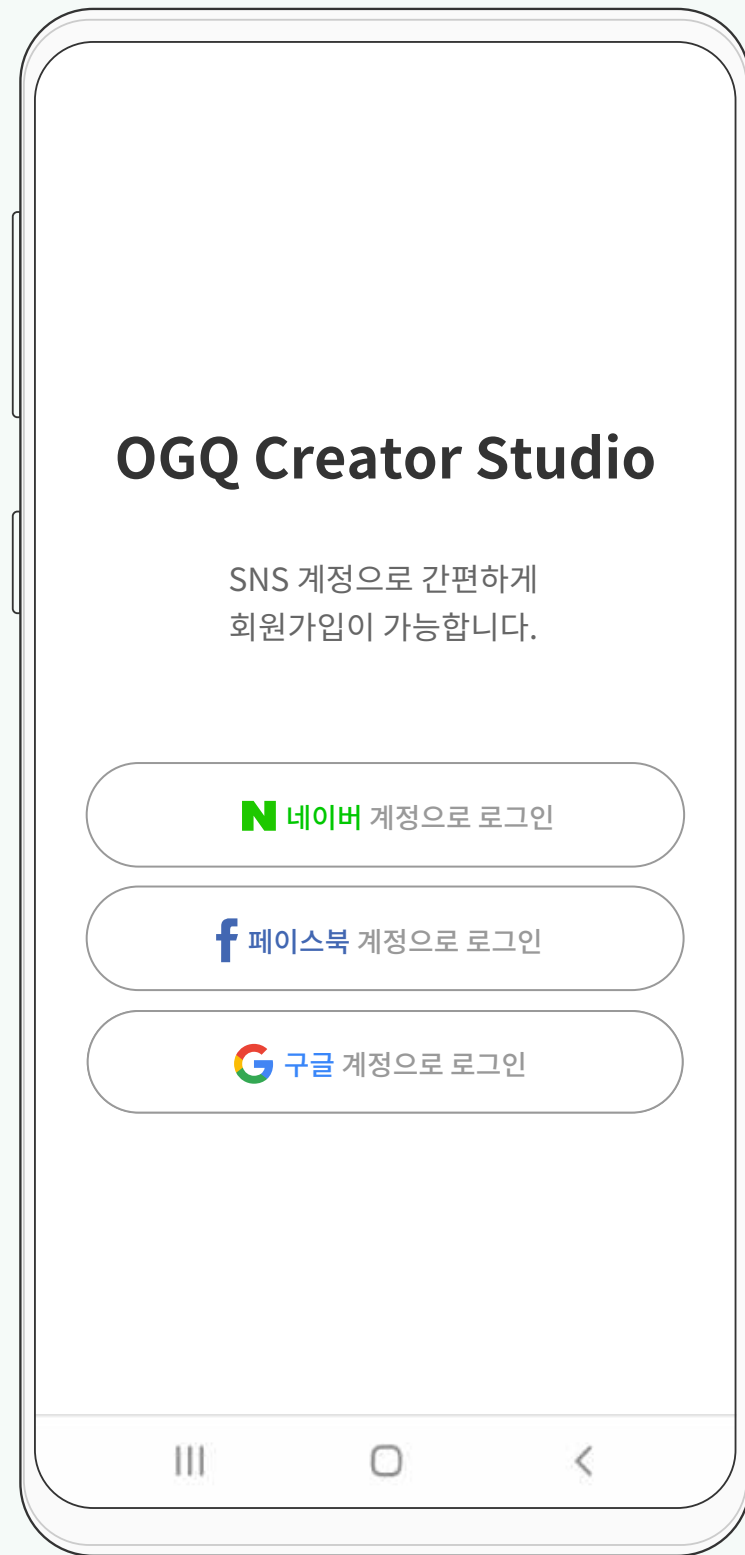 OGQ Creator Studio
SNS 계정으로 간편하게
회원가입이 가능합니다.
네이버 계정으로 로그인
페이스북 계정으로 로그인
구글 계정으로 로그인